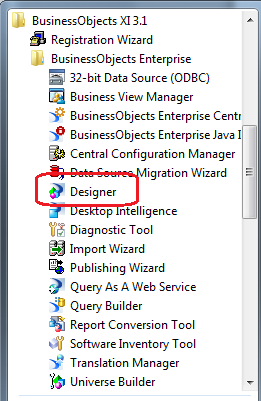 BusinessObjects XI 3.1
Registration Wizard
BusinessObjects Enterprise
32-bit Data Source (ODBC)
Business View Manager
BusinessObjects Enterprise Centr
BusinessObjects Enterprise Java I
Central Configuration Manager
Data Source Migration Wizard
Designer
Desktop Intelligence
Diagnostic Tool
Import Wizard
Publishing Wizard
Query As A Web Service
Query Builder
Report Conversion Tool
Software Inventory Tool
Translation Manager
Universe Builder